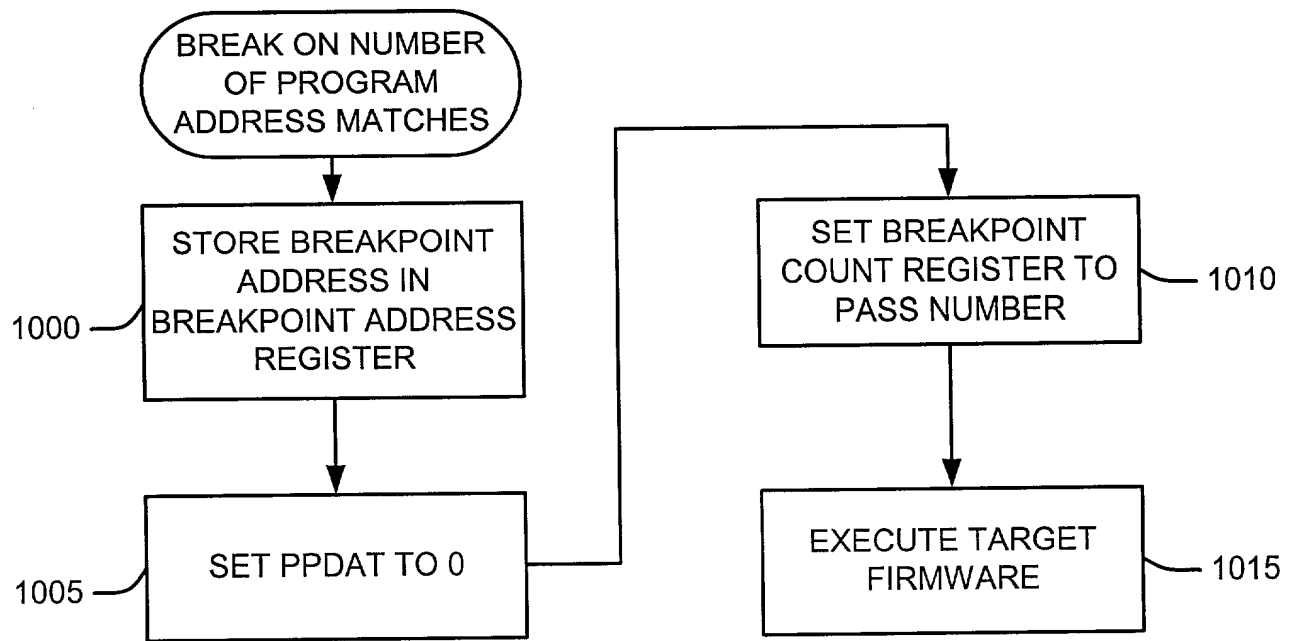 BREAK ON NUMBER
OF PROGRAM
ADDRESS MATCHES
STORE BREAKPOINT
ADDRESS IN
BREAKPOINT ADDRESS
REGISTER
1000
SET PPDAT TO 0
1005
SET BREAKPOINT
COUNT REGISTER TO
PASS NUMBER
1010
EXECUTE TARGET
FIRMWARE
1015